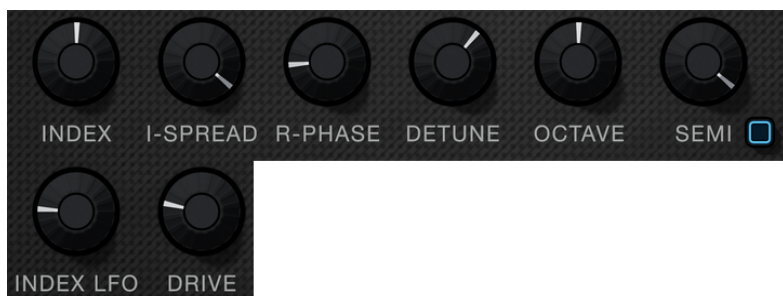 INDEX I-SPREAD R-PHASE DETUNE OCTAVE SEMI
INDEX LFO DRIVE